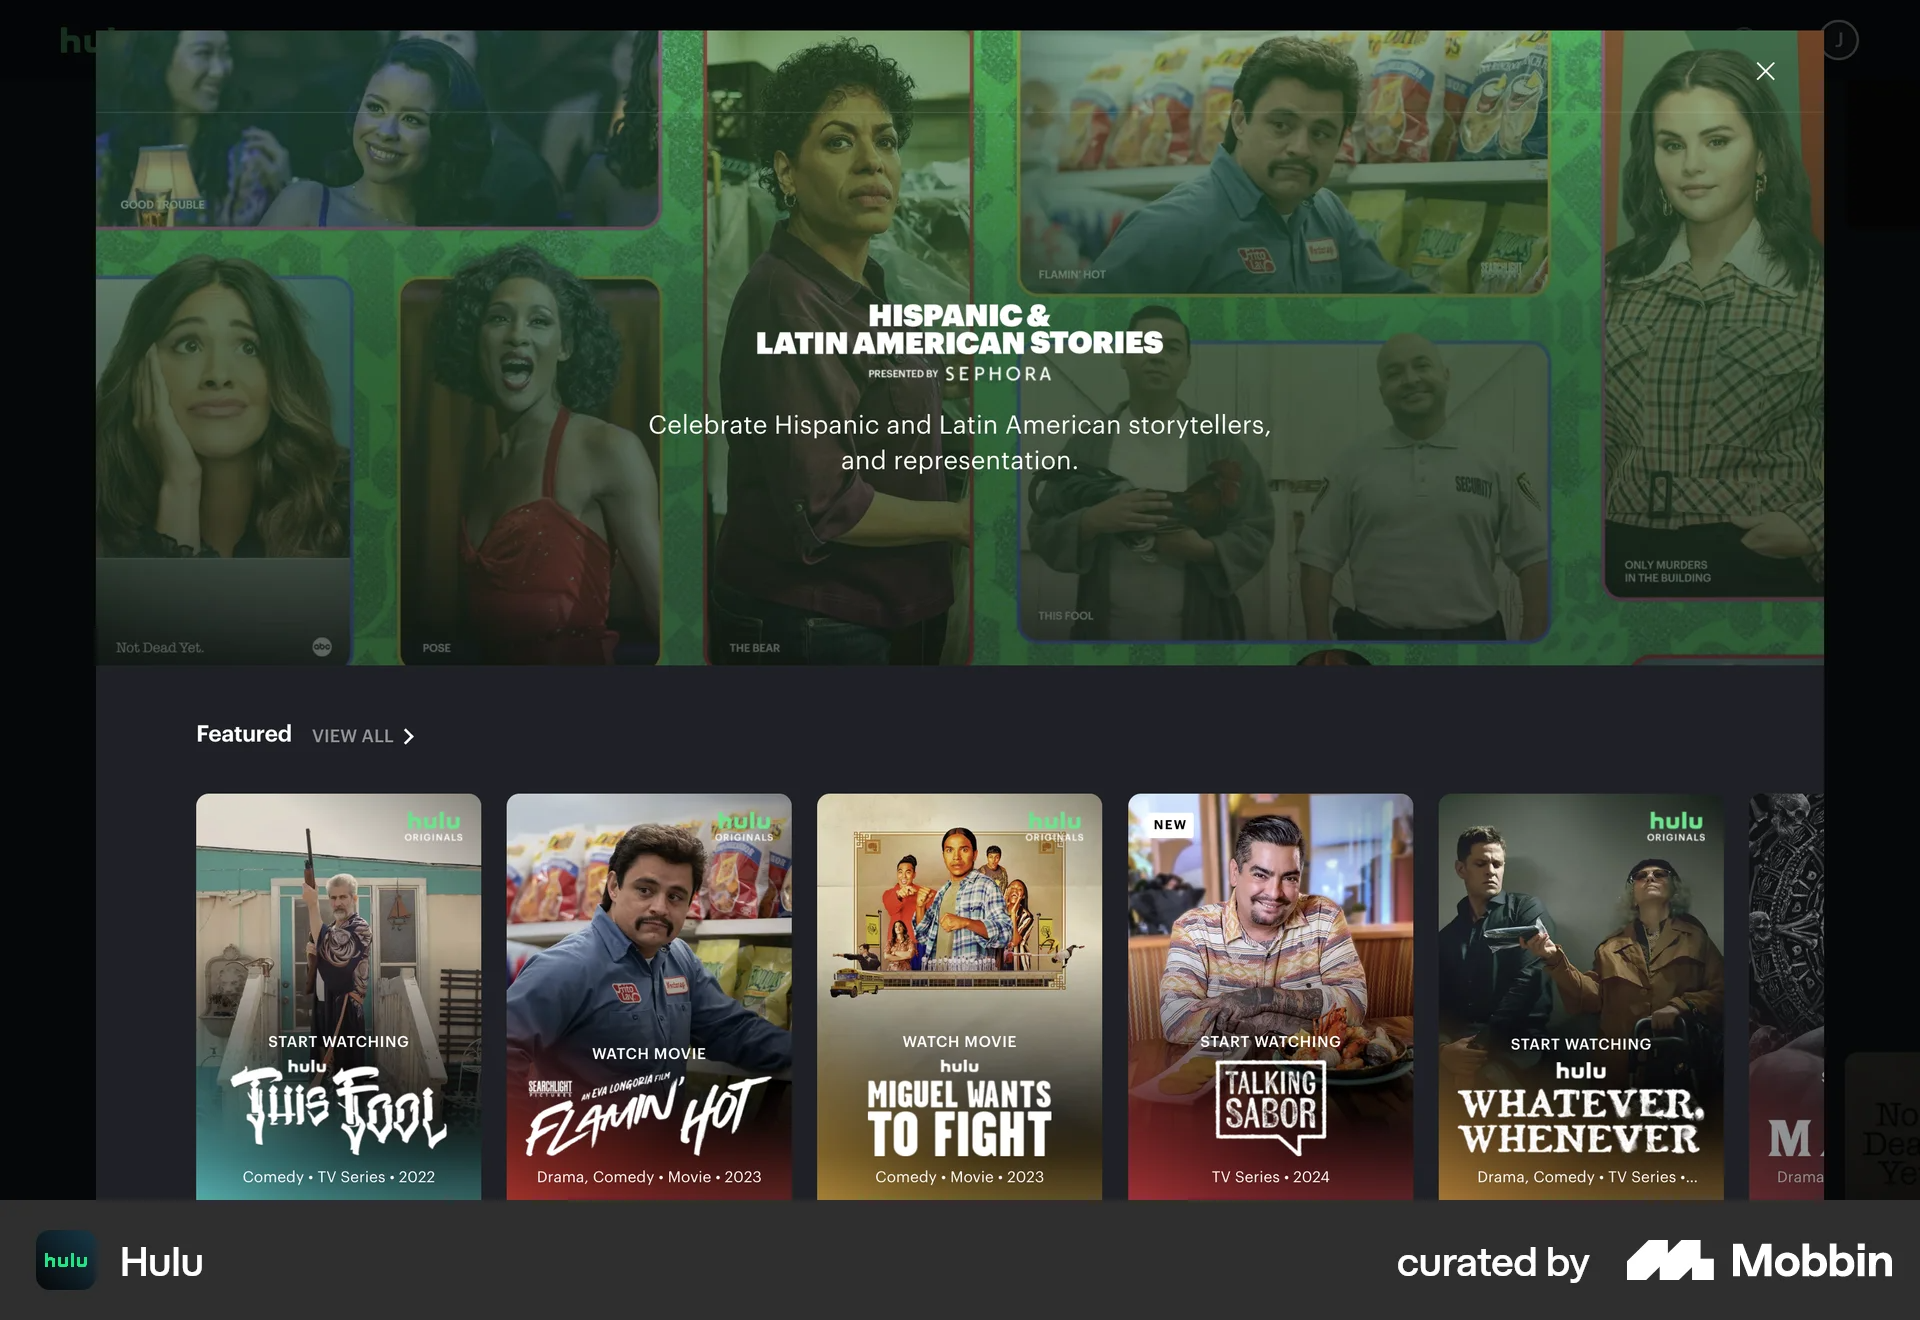 hu
J
GOOD TROUBLE
FLAMIN' HOT
HISPANIC &
LATIN AMERICAN STORIES
PRESENTED BY SEPHORA
Celebrate Hispanic and Latin American storytellers,
and representation.
SECURITY
ONLY MURDERS
IN THE BUILDING
THIS FOOL
Not Dead Yet.
abc
POSE
THE BEAR
Featured VIEW ALL
hulu
ORIGINALS
START WATCHING
hulu
THIS FOOL
Comedy • TV Series • 2022
hulu
ORIGINALS
WATCH MOVIE
SEARCHLIGHT
PICTURES
AN EVA LONGORIA FILM
FLAMIN' HOT
Drama, Comedy • Movie • 2023
hulu
ORIGINALS
WATCH MOVIE
hulu
MIGUEL WANTS
TO FIGHT
Comedy • Movie • 2023
NEW
START WATCHING
TALKING
SABOR
TV Series • 2024
hulu
ORIGINALS
START WATCHING
hulu
WHATEVER,
WHENEVER
Drama, Comedy • TV Series •...
M
Drama
No
Dea
Ye
hulu Hulu
curated by Mobbin